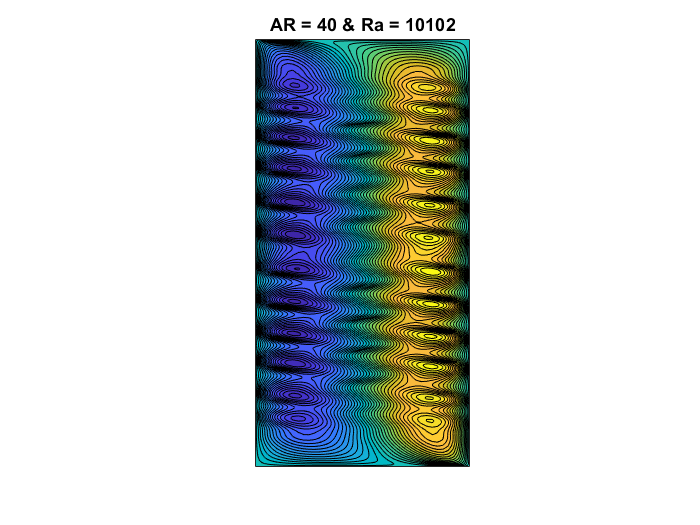 AR = 40 & Ra = 10102